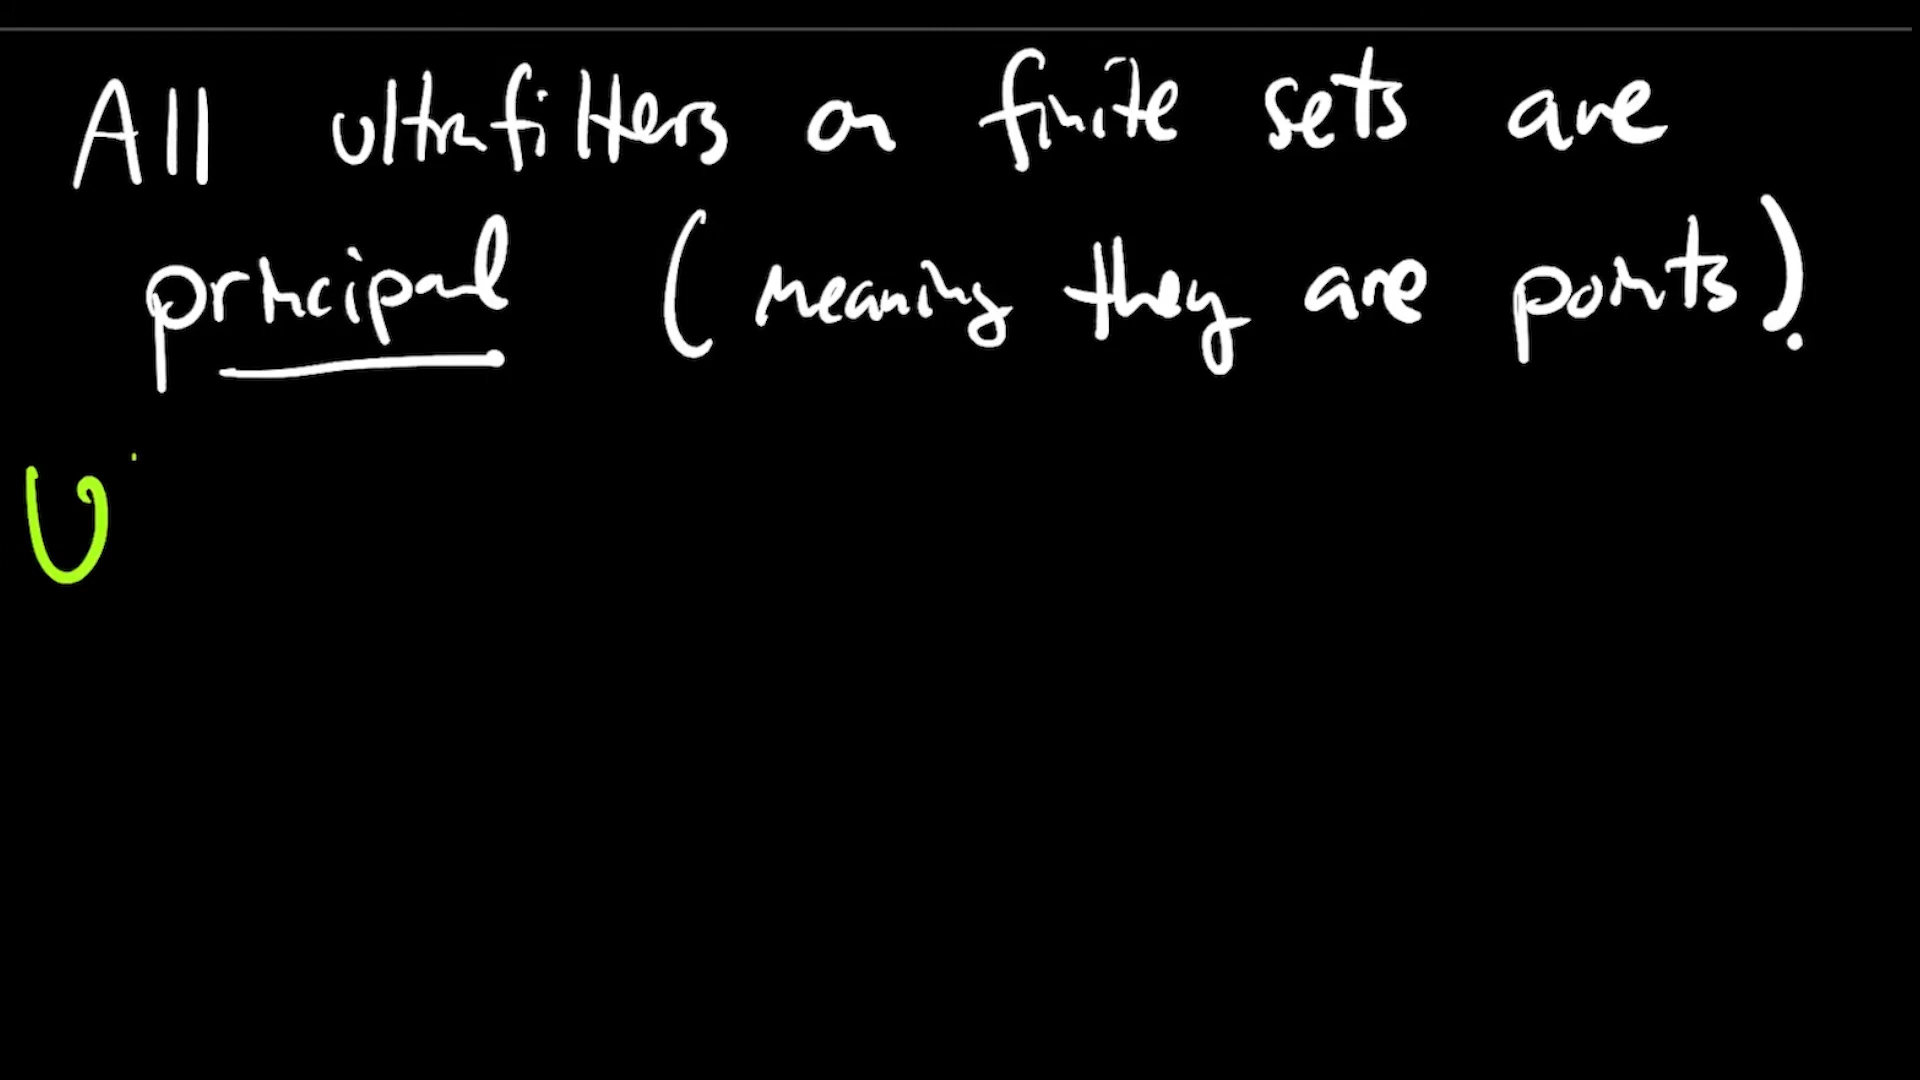 All ultrafilters on finite sets are
principal (meaning they are points).
U